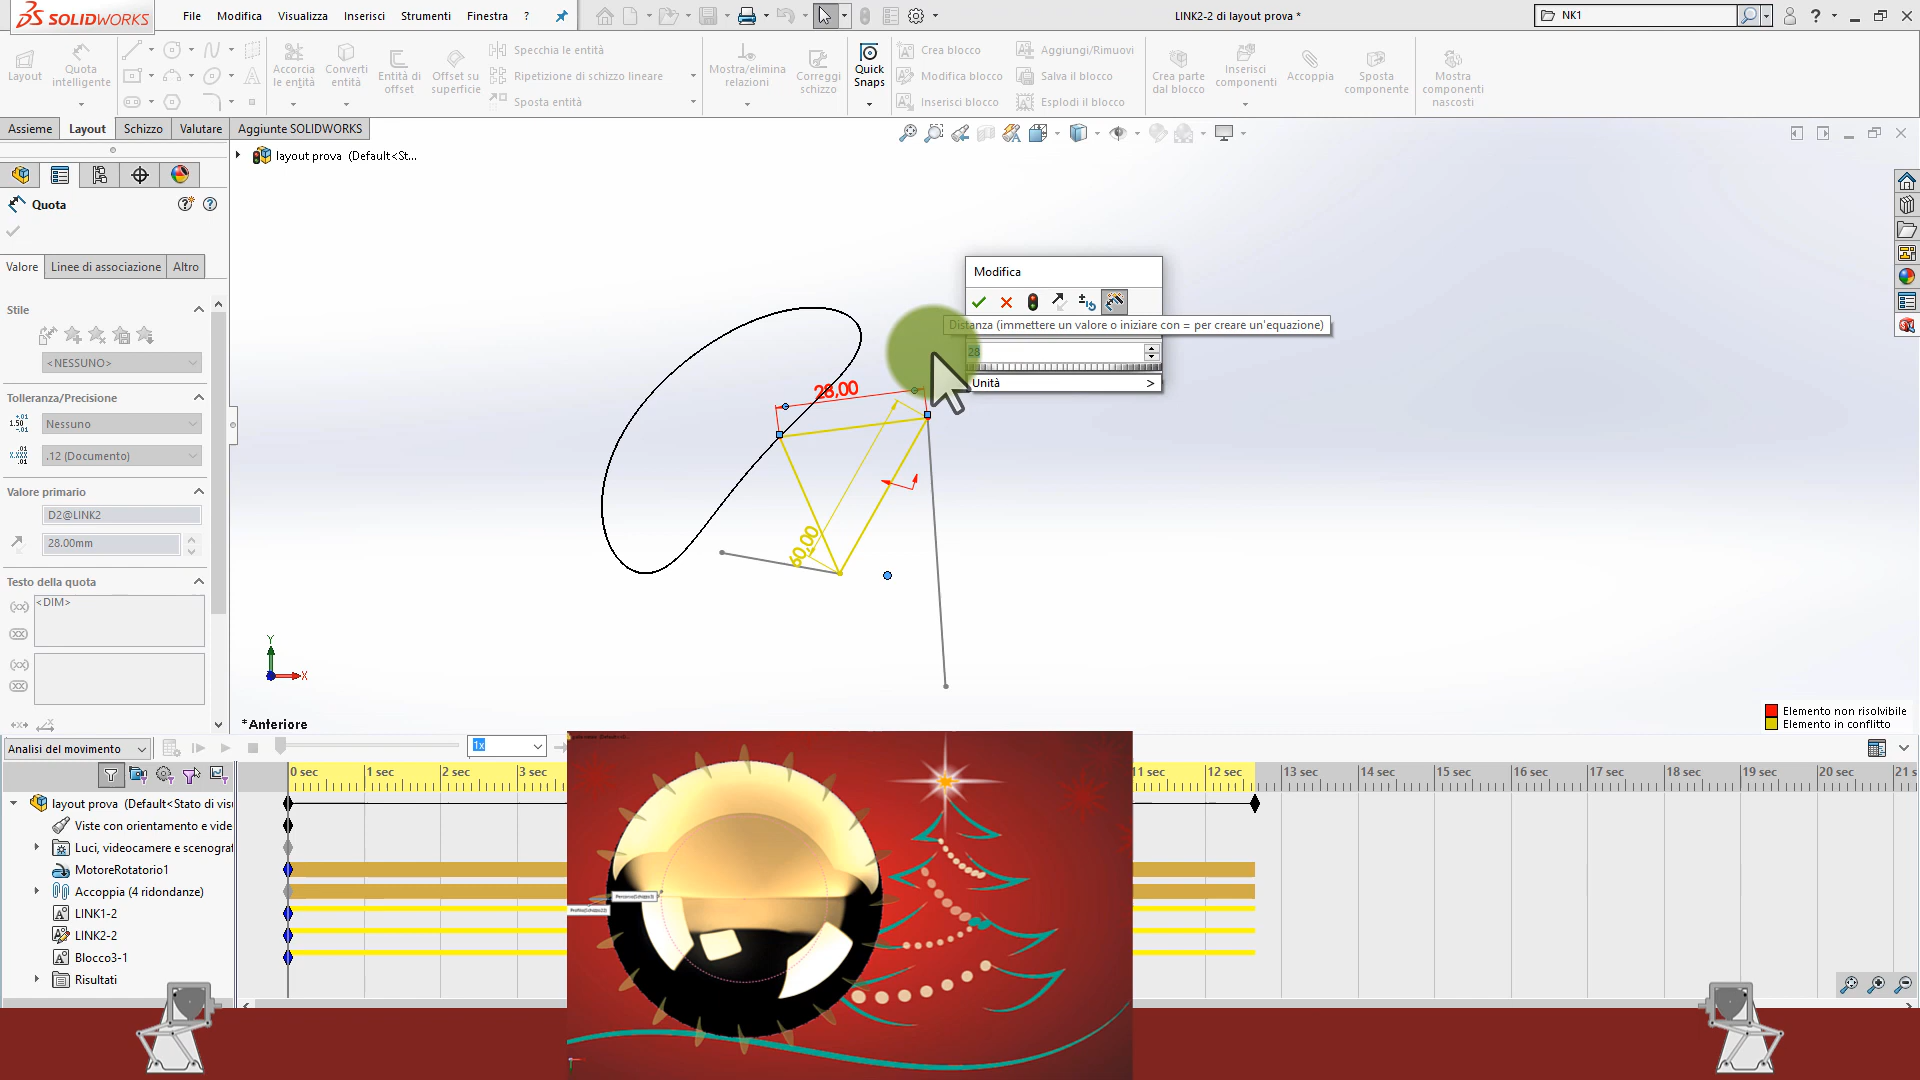 SOLIDWORKS
File
Modifica
Visualizza
Inserisci
Strumenti
Finestra
?
LINK2-2 di layout prova *
NK1
Layout
Quota intelligente
Accorcia le entità
Converti entità
Entità di offset
Offset su superficie
Specchia le entità
Ripetizione di schizzo lineare
Sposta entità
Mostra/elimina relazioni
Correggi schizzo
Quick Snaps
Crea blocco
Modifica blocco
Inserisci blocco
Aggiungi/Rimuovi
Salva il blocco
Esplodi il blocco
Crea parte dal blocco
Inserisci componenti
Accoppia
Sposta componente
Mostra componenti nascosti
Assieme
Layout
Schizzo
Valutare
Aggiunte SOLIDWORKS
layout prova (Default<St...
Quota
Valore
Linee di associazione
Altro
Stile
<NESSUNO>
Tolleranza/Precisione
Nessuno
.12 (Documento)
Valore primario
D2@LINK2
28.00mm
Testo della quota
<DIM>
Modifica
Distanza (immettere un valore o iniziare con = per creare un'equazione)
28
Unità
28,00
60,00
Y
X
*Anteriore
Elemento non risolvibile
Elemento in conflitto
Analisi del movimento
1x
0 sec
1 sec
2 sec
3 sec
11 sec
12 sec
13 sec
14 sec
15 sec
16 sec
17 sec
18 sec
19 sec
20 sec
21 s
layout prova (Default<Stato di visu
Viste con orientamento e vide
Luci, videocamere e scenograf
MotoreRotatorio1
Accoppia (4 ridondanze)
LINK1-2
LINK2-2
Blocco3-1
Risultati